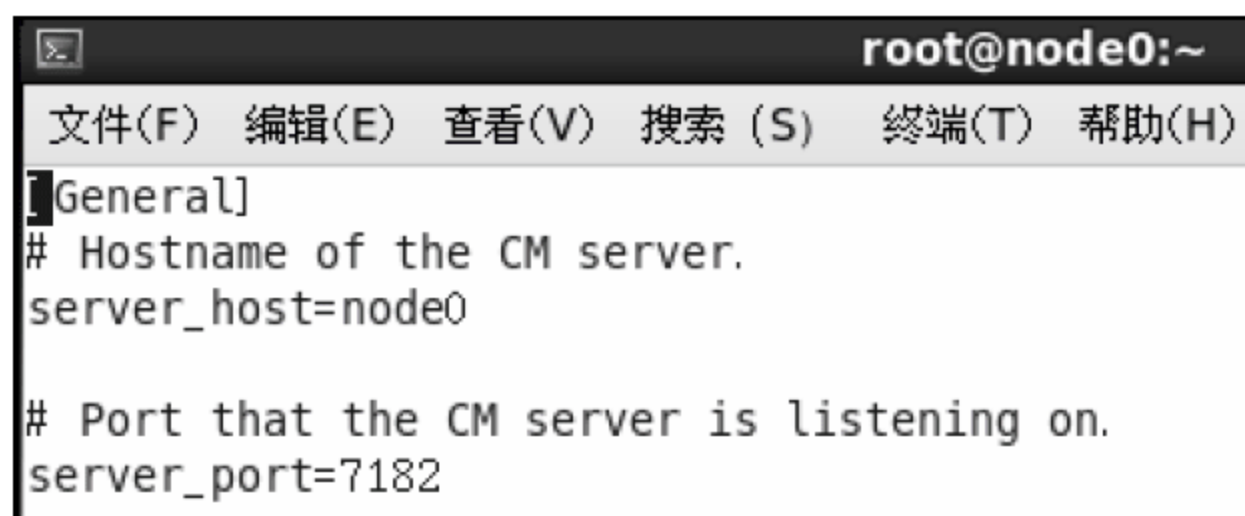 root@node0:~
文件(F) 编辑(E) 查看(V) 搜索 (S) 终端(T) 帮助(H)
[General]
# Hostname of the CM server.
server_host=node0
# Port that the CM server is listening on.
server_port=7182